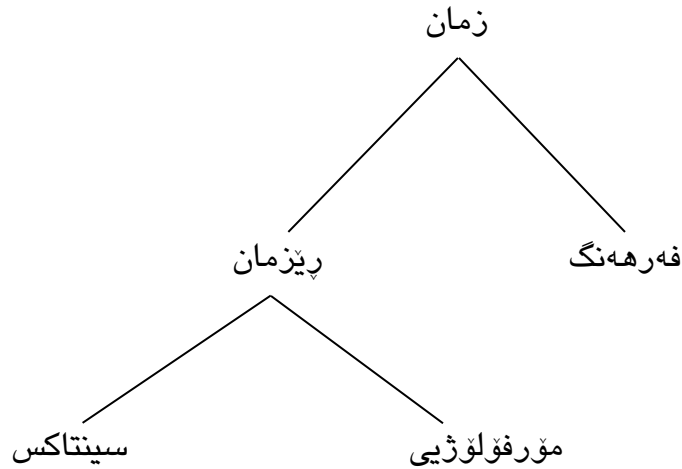 زمان
فەرهەنگ
ڕێزمان
مۆرفۆلۆژیی
سینتاکس